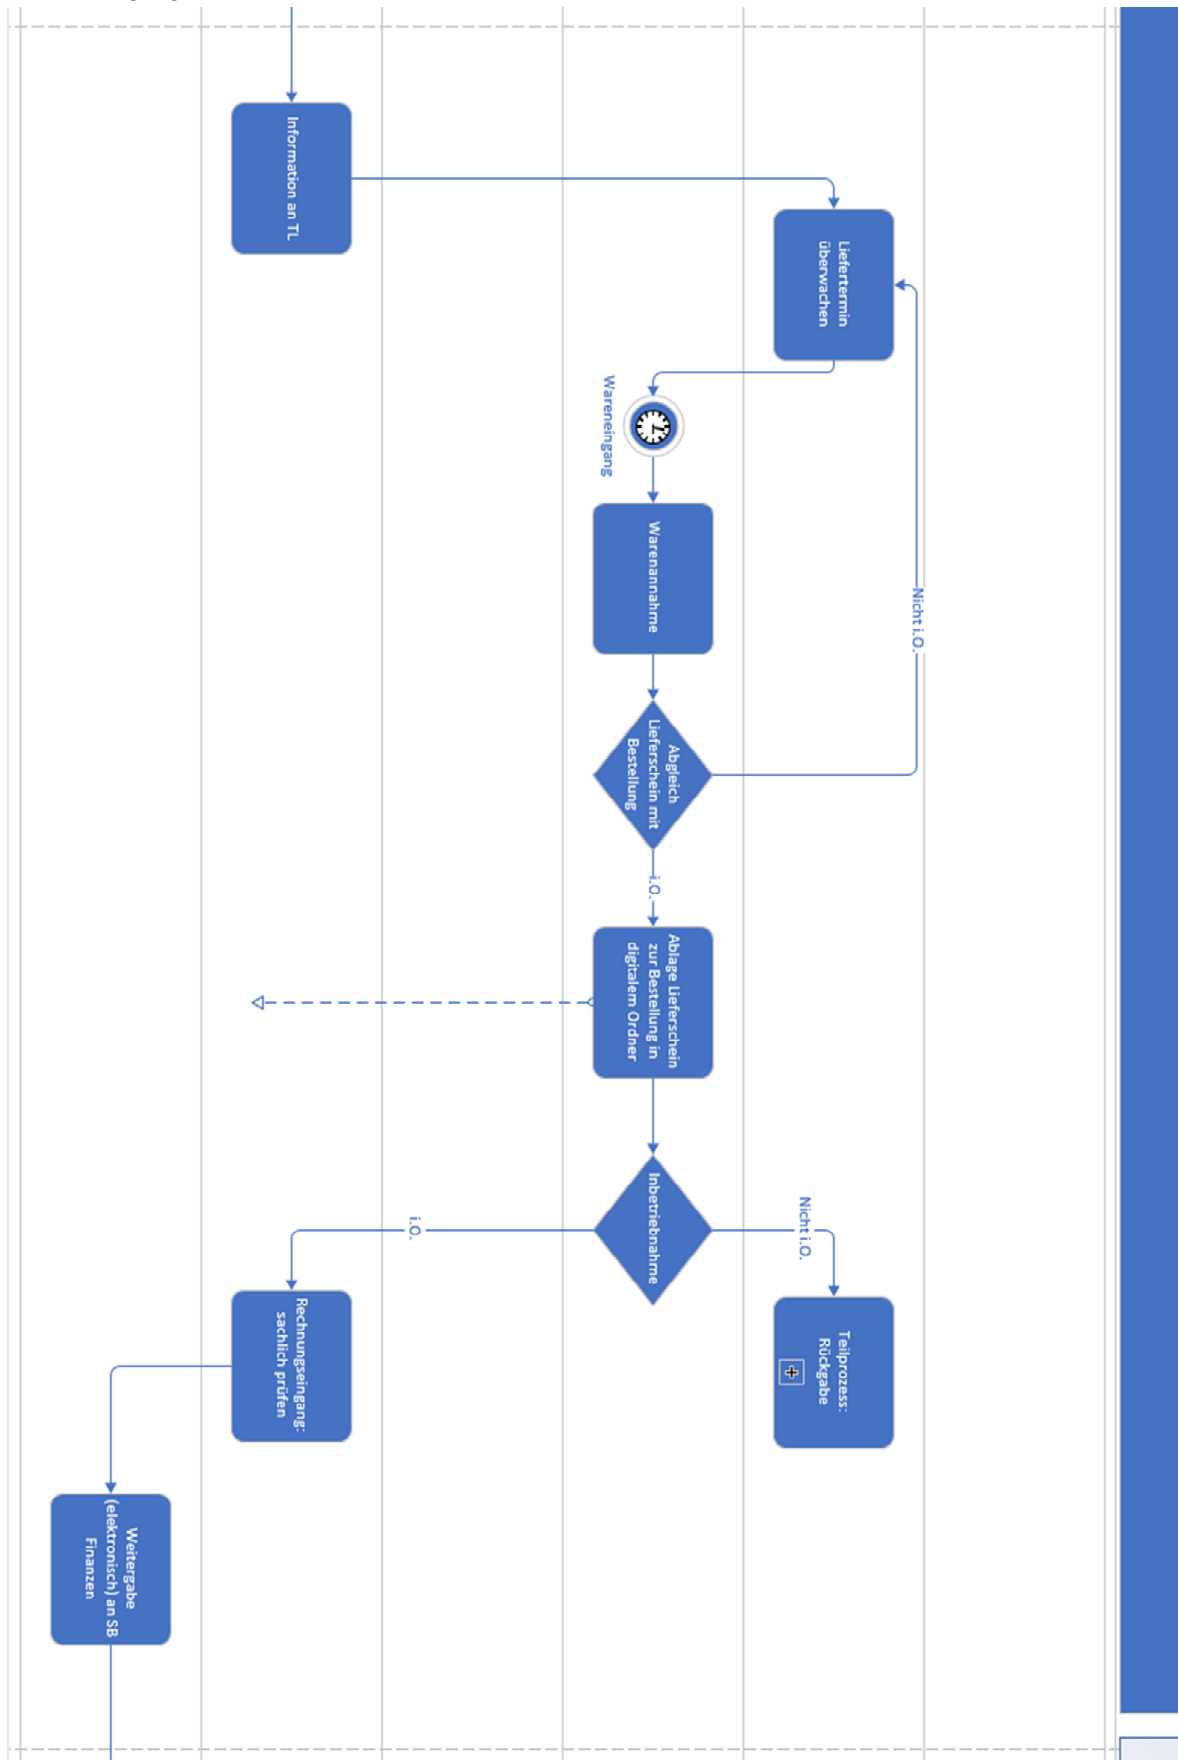 Information an TL
Liefertermin
überwachen
Wareneingang
Warenannahme
Nicht i.O.
Abgleich
Lieferschein mit
Bestellung
i.O.
Ablage Lieferschein
zur Bestellung in
digitalem Ordner
Inbetriebnahme
Nicht i.O.
i.O.
Teilprozess:
Rückgabe
Rechnungseingang:
sachlich prüfen
Weitergabe
(elektronisch) an SB
Finanzen